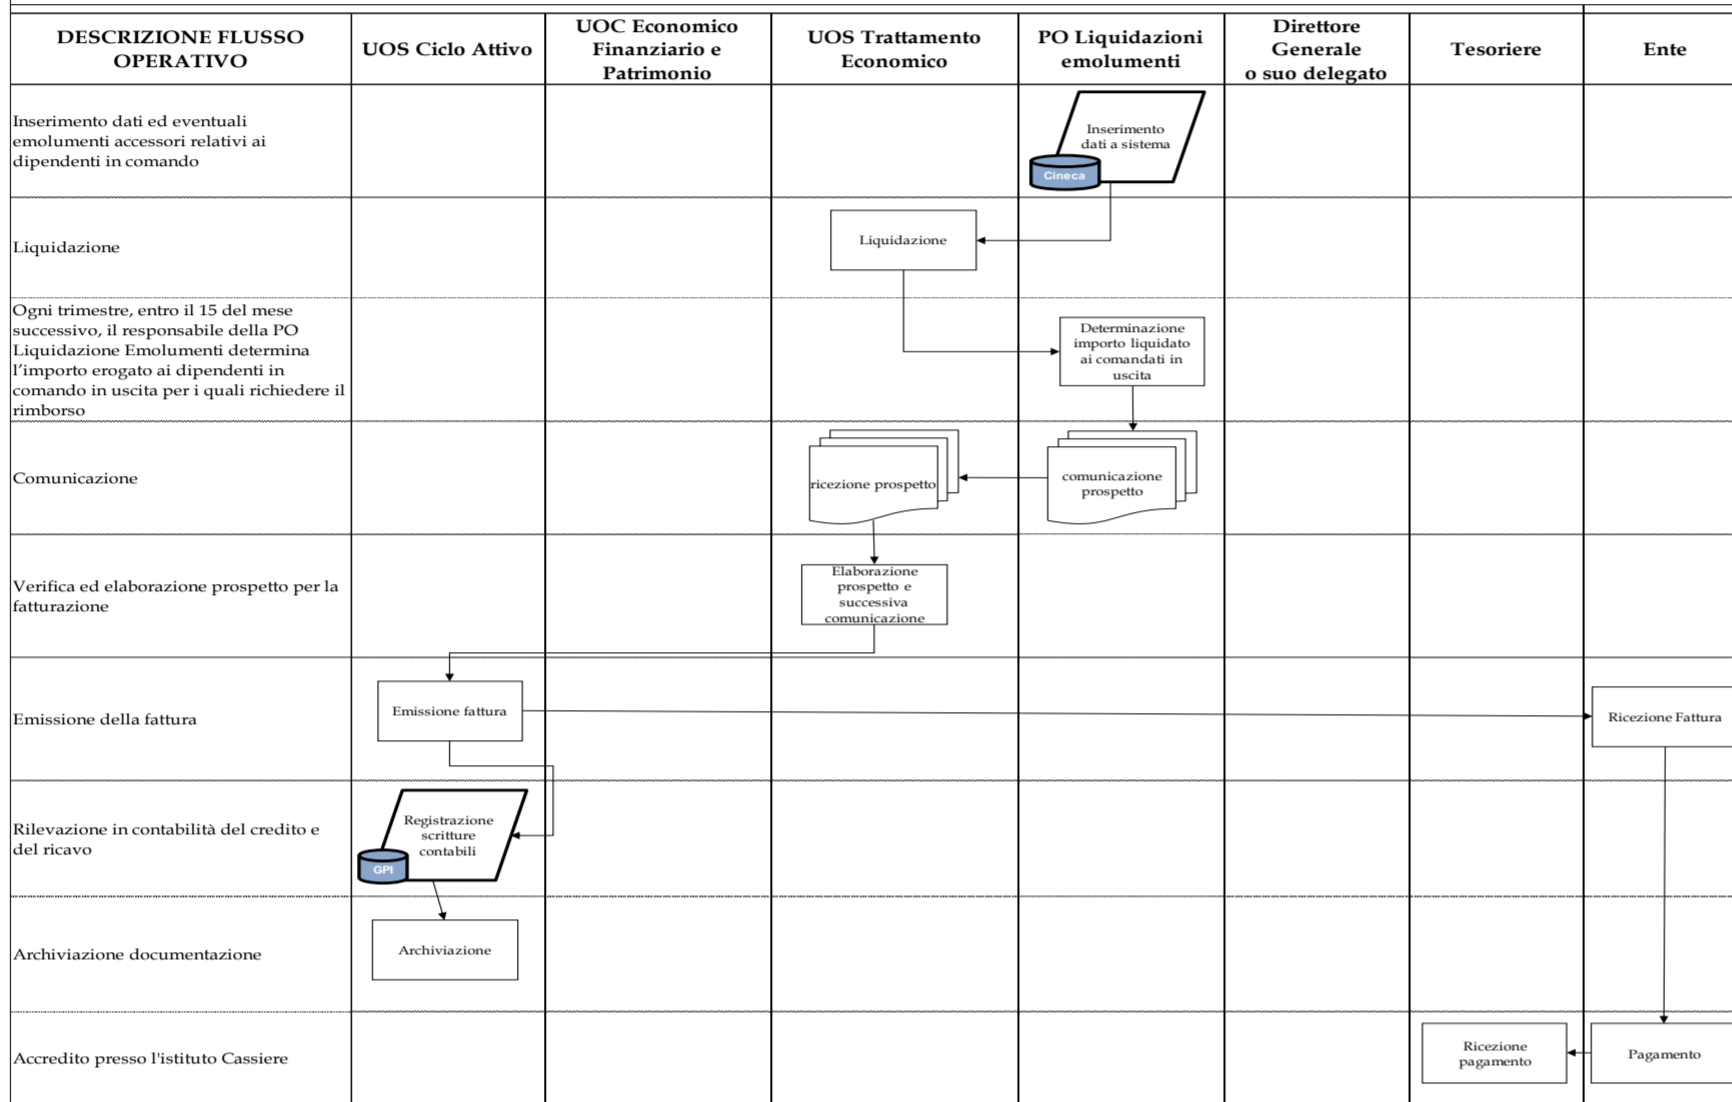 DESCRIZIONE FLUSSO
OPERATIVO
UOS Ciclo Attivo
UOC Economico
Finanziario e
Patrimonio
UOS Trattamento
Economico
PO Liquidazioni
emolumenti
Direttore
Generale
o suo delegato
Tesoriere
Ente
Inserimento dati ed eventuali
emolumenti accessori relativi ai
dipendenti in comando
Inserimento
dati a sistema
Cineca
Liquidazione
Liquidazione
Ogni trimestre, entro il 15 del mese
successivo, il responsabile della PO
Liquidazione Emolumenti determina
l'importo erogato ai dipendenti in
comando in uscita per i quali richiedere il
rimborso
Determinazione
importo liquidato
ai comandati in
uscita
Comunicazione
ricezione prospetto
comunicazione
prospetto
Verifica ed elaborazione prospetto per la
fatturazione
Elaborazione
prospetto e
successiva
comunicazione
Emissione della fattura
Emissione fattura
Ricezione Fattura
Rilevazione in contabilità del credito e
del ricavo
Registrazione
scritture
contabili
GPI
Archiviazione documentazione
Archiviazione
Accredito presso l'istituto Cassiere
Ricezione
pagamento
Pagamento